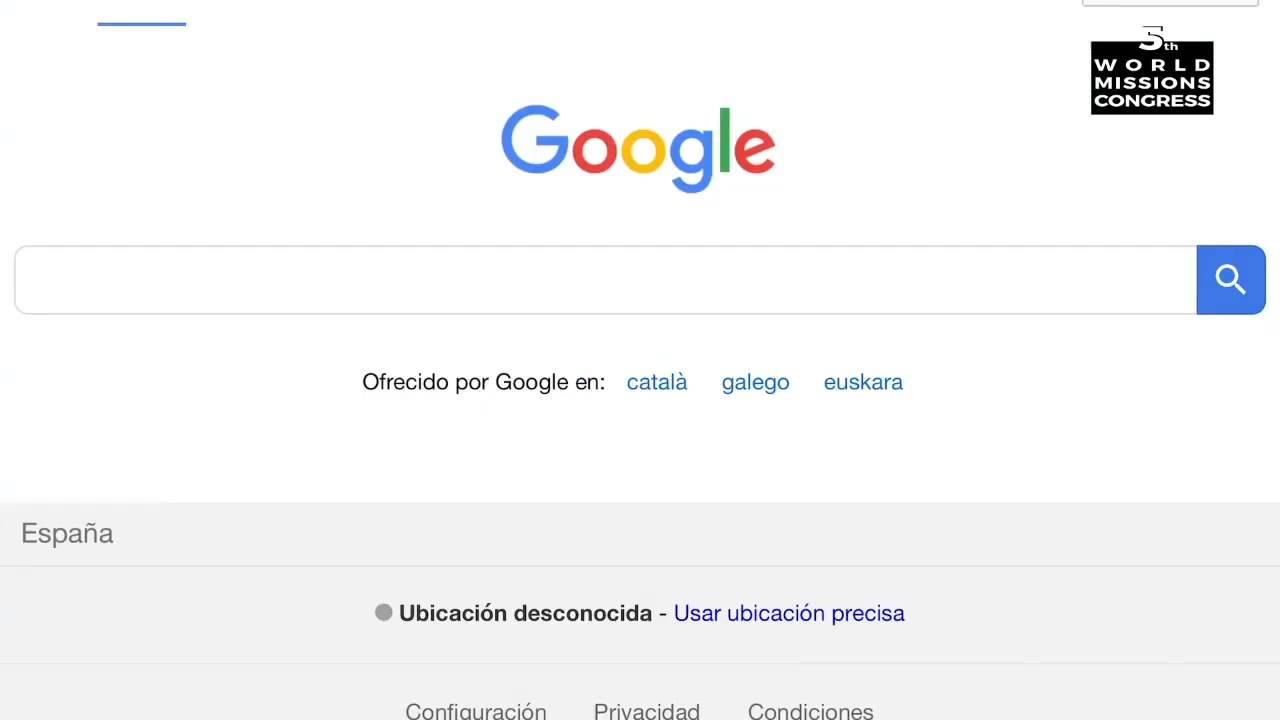 5th
WORLD
MISSIONS
CONGRESS
Google
Ofrecido por Google en: català galego euskara
España
Ubicación desconocida - Usar ubicación precisa
Configuración Privacidad Condiciones